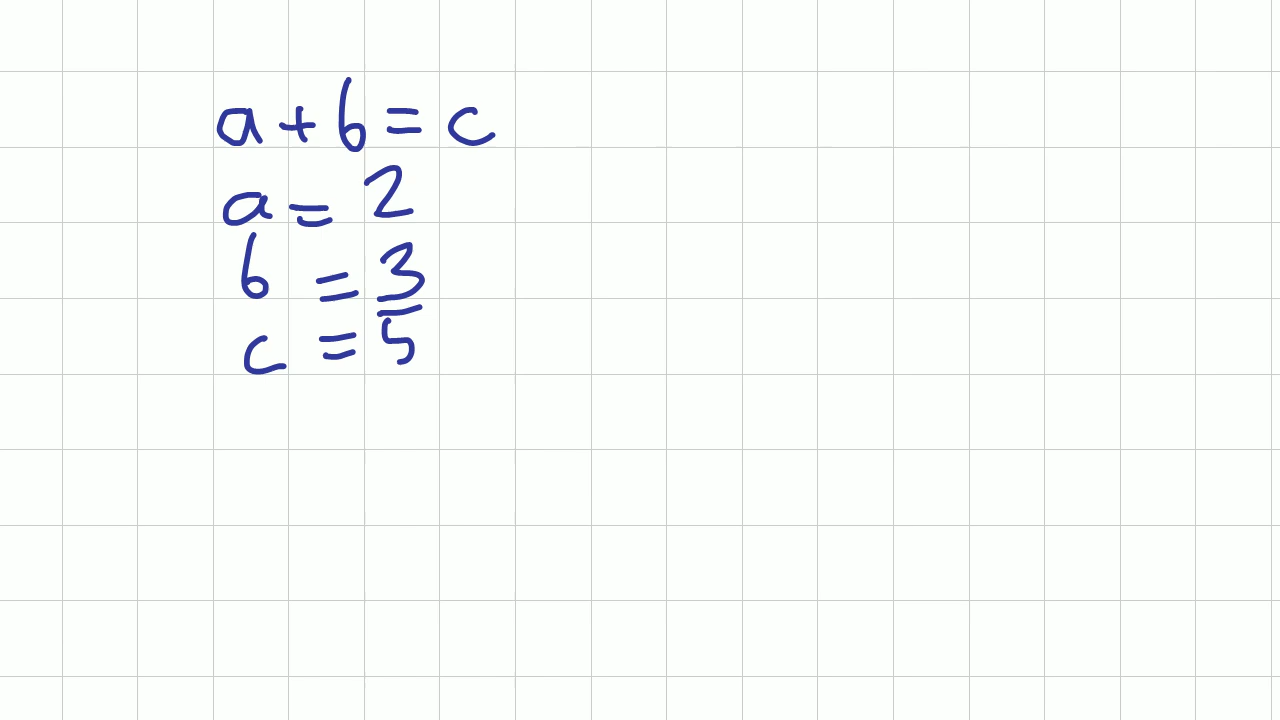 a + b = c
a = 2
b = 3
c = 5